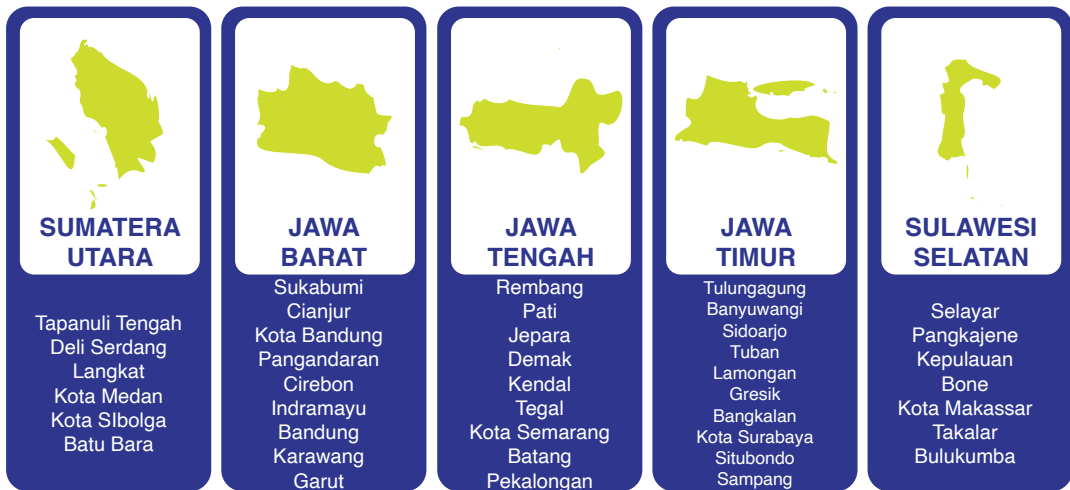 SUMATERA
UTARA
Tapanuli Tengah
Deli Serdang
Langkat
Kota Medan
Kota SIbolga
Batu Bara
JAWA
BARAT
Sukabumi
Cianjur
Kota Bandung
Pangandaran
Cirebon
Indramayu
Bandung
Karawang
Garut
JAWA
TENGAH
Rembang
Pati
Jepara
Demak
Kendal
Tegal
Kota Semarang
Batang
Pekalongan
JAWA
TIMUR
Tulungagung
Banyuwangi
Sidoarjo
Tuban
Lamongan
Gresik
Bangkalan
Kota Surabaya
Situbondo
Sampang
SULAWESI
SELATAN
Selayar
Pangkajene
Kepulauan
Bone
Kota Makassar
Takalar
Bulukumba